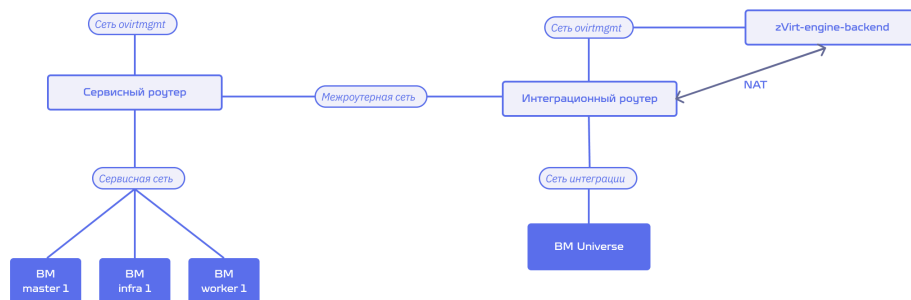 Сеть ovirtmgmt
Сеть ovirtmgmt
zVirt-engine-backend
Сервисный роутер
Межроутерная сеть
Интеграционный роутер
NAT
Сервисная сеть
Сеть интеграции
ВМ Universe
ВМ
master 1
ВМ
infra 1
ВМ
worker 1